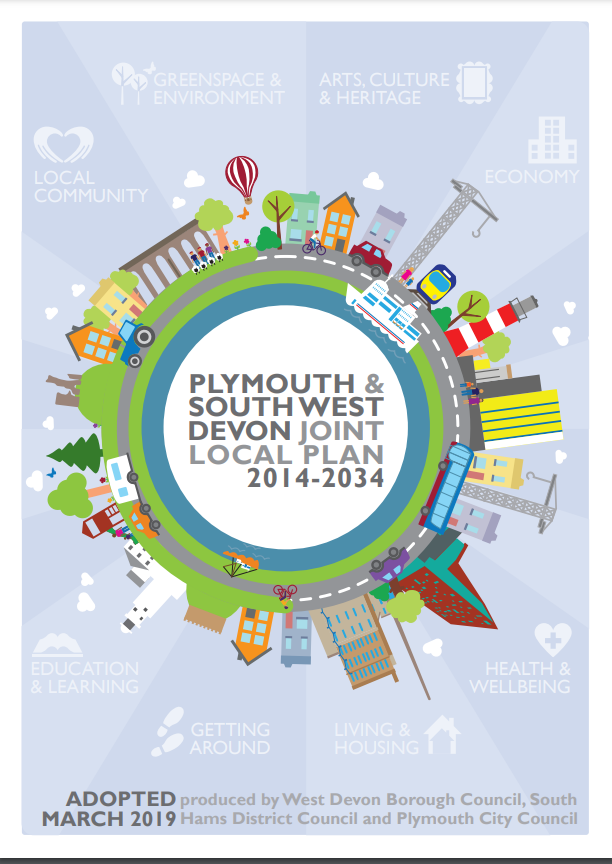 GREENSPACE &
ENVIRONMENT
ARTS, CULTURE
& HERITAGE
LOCAL
COMMUNITY
ECONOMY
PLYMOUTH &
SOUTH WEST
DEVON JOINT
LOCAL PLAN
2014-2034
EDUCATION
& LEARNING
HEALTH &
WELLBEING
GETTING
AROUND
LIVING &
HOUSING
ADOPTED produced by West Devon Borough Council, South
MARCH 2019 Hams District Council and Plymouth City Council